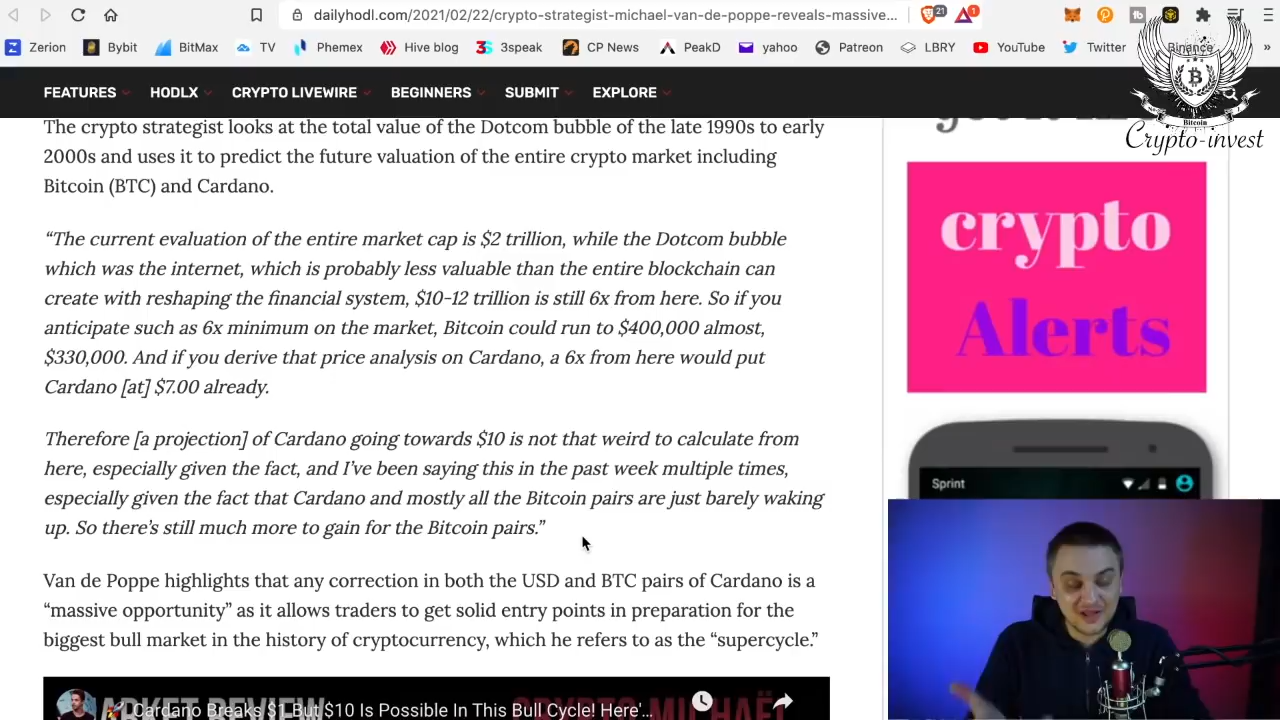 dailyhodl.com/2021/02/22/crypto-strategist-michael-van-de-poppe-reveals-massive...
21
1
Zerion
Bybit
BitMax
TV
Phemex
Hive blog
3speak
CP News
PeakD
yahoo
Patreon
LBRY
YouTube
Twitter
Binance
»
Bitcoin
Crypto-invest
FEATURES
HODLX
CRYPTO LIVEWIRE
BEGINNERS
SUBMIT
EXPLORE
The crypto strategist looks at the total value of the Dotcom bubble of the late 1990s to early
2000s and uses it to predict the future valuation of the entire crypto market including
Bitcoin (BTC) and Cardano.
“The current evaluation of the entire market cap is $2 trillion, while the Dotcom bubble
which was the internet, which is probably less valuable than the entire blockchain can
create with reshaping the financial system, $10-12 trillion is still 6x from here. So if you
anticipate such as 6x minimum on the market, Bitcoin could run to $400,000 almost,
$330,000. And if you derive that price analysis on Cardano, a 6x from here would put
Cardano [at] $7.00 already.
Therefore [a projection] of Cardano going towards $10 is not that weird to calculate from
here, especially given the fact, and I’ve been saying this in the past week multiple times,
especially given the fact that Cardano and mostly all the Bitcoin pairs are just barely waking
up. So there’s still much more to gain for the Bitcoin pairs.”
Van de Poppe highlights that any correction in both the USD and BTC pairs of Cardano is a
“massive opportunity” as it allows traders to get solid entry points in preparation for the
biggest bull market in the history of cryptocurrency, which he refers to as the “supercycle.”
Cardano Breaks $1 But $10 Is Possible In This Bull Cycle! Here'...
crypto
Alerts
Sprint